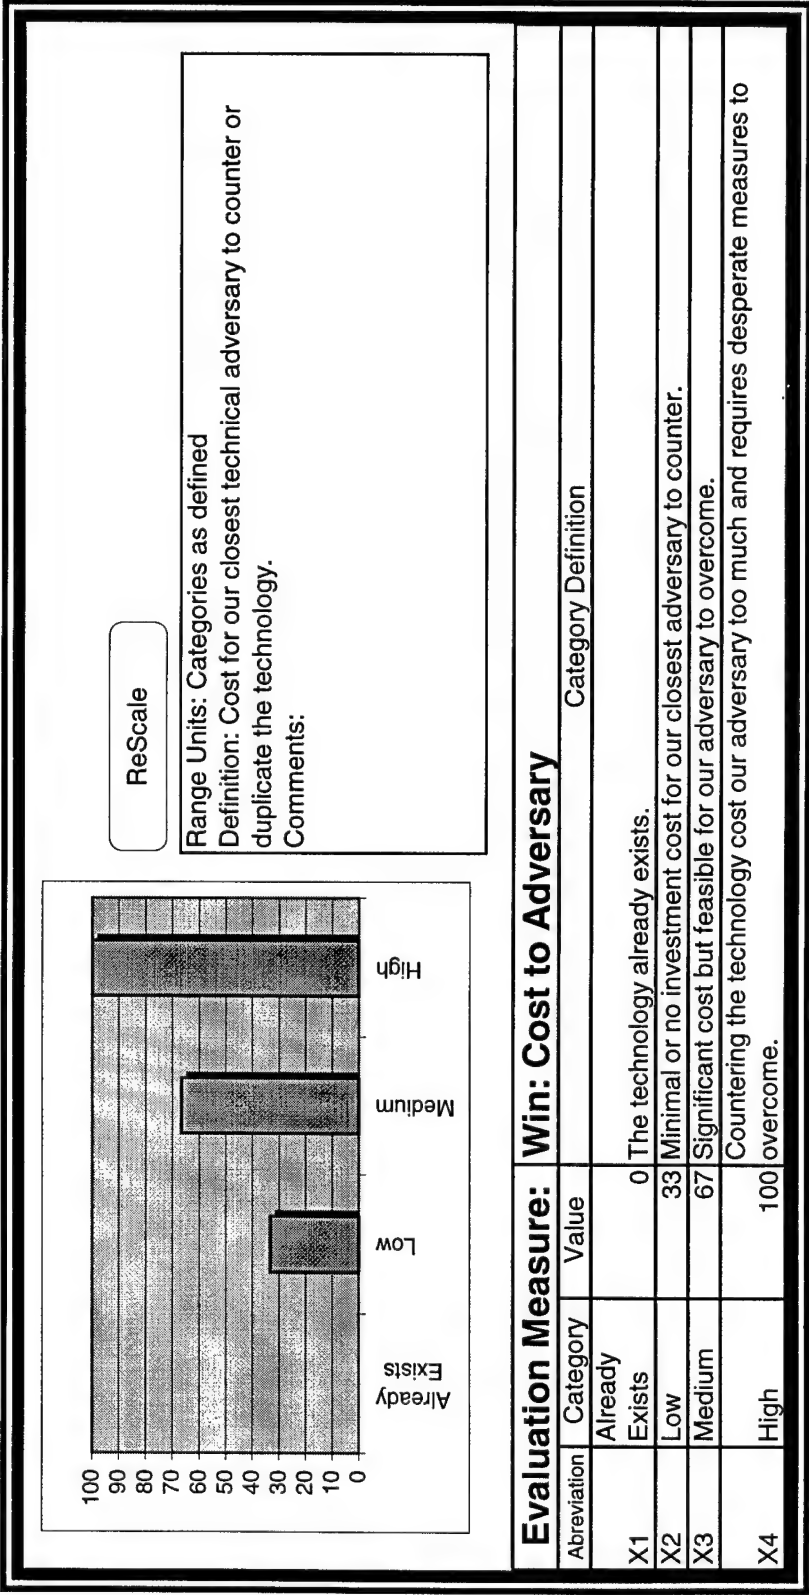 100
90
80
70
60
50
40
30
20
10
0
Already
Exists
Low
Medium
High
ReScale
Range Units: Categories as defined
Definition: Cost for our closest technical adversary to counter or
duplicate the technology.
Comments:
Evaluation Measure: Win: Cost to Adversary
Abreviation Category Value Category Definition
Already
X1 Exists 0 The technology already exists.
X2 Low 33 Minimal or no investment cost for our closest adversary to counter.
X3 Medium 67 Significant cost but feasible for our adversary to overcome.
Countering the technology cost our adversary too much and requires desperate measures to
X4 High 100 overcome.